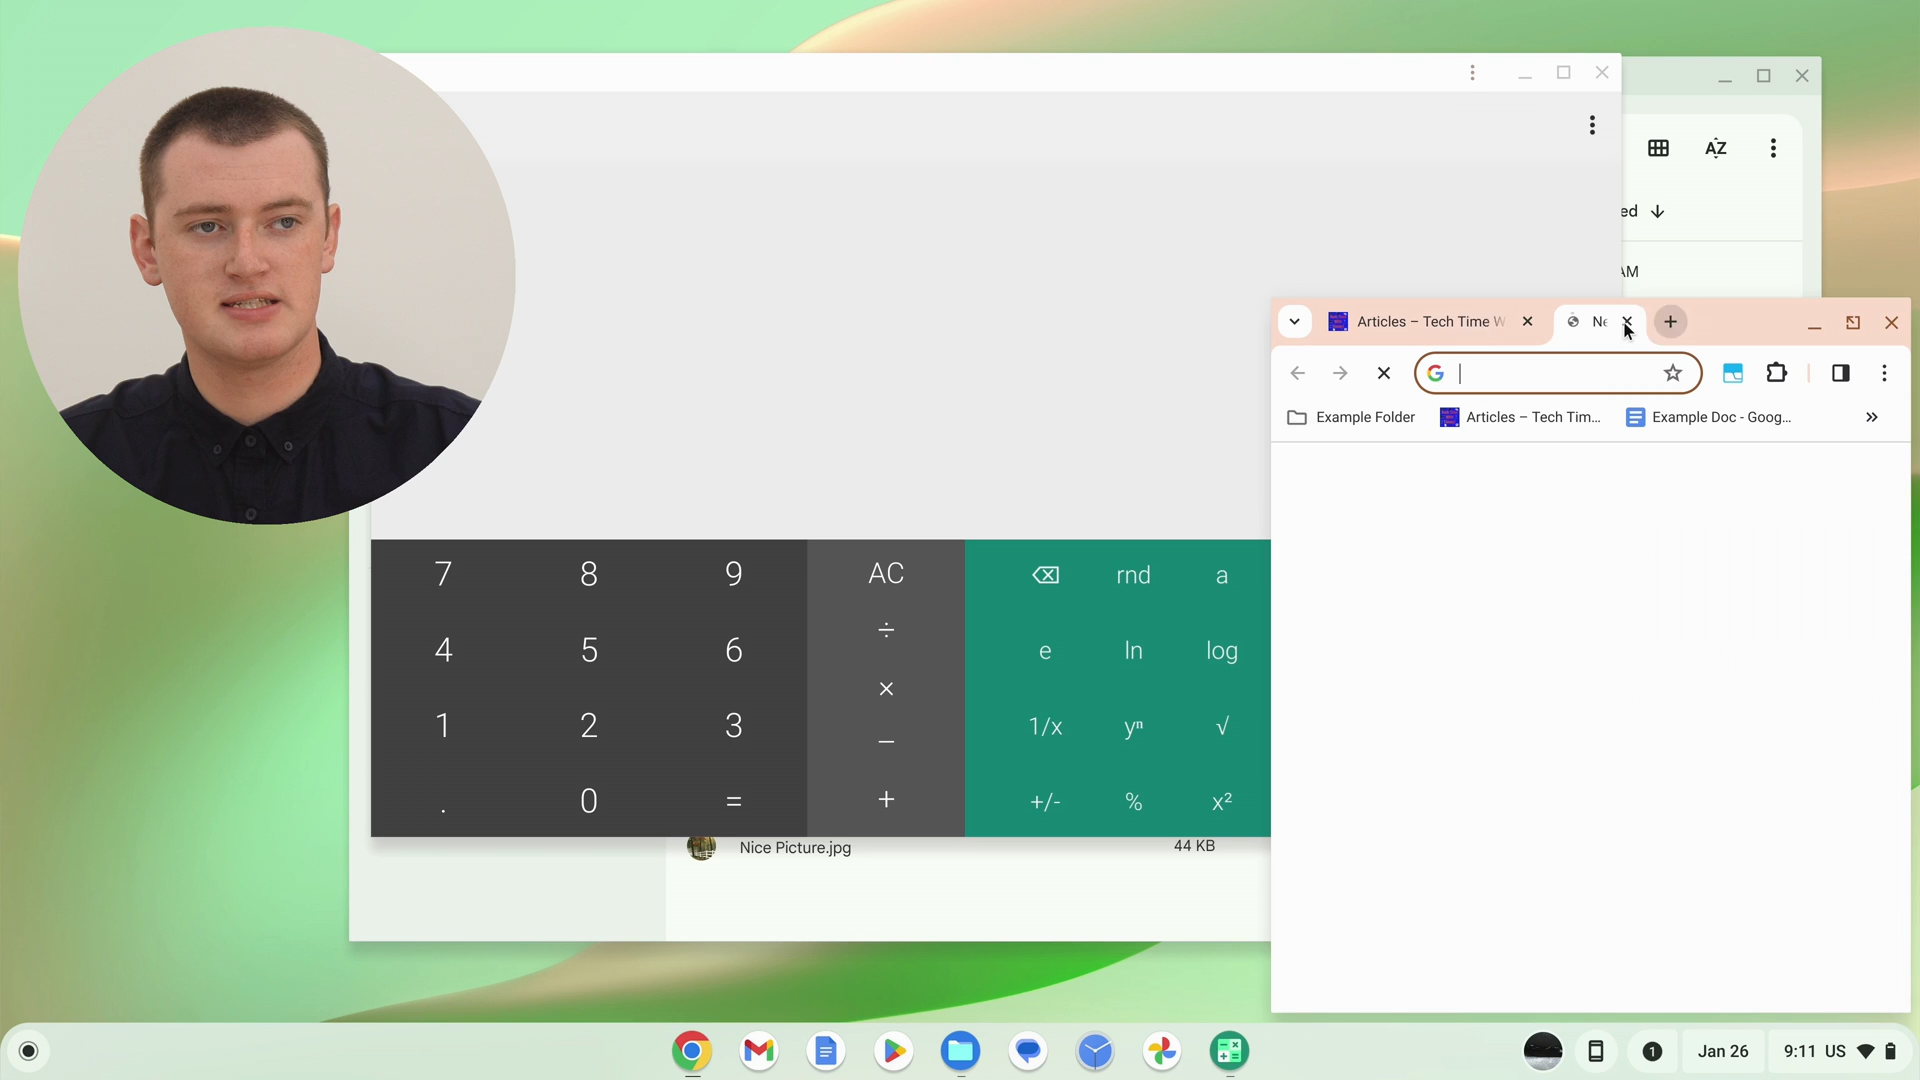 AZ
ed
AM
Articles – Tech Time W
Ne
Example Folder
Articles – Tech Tim...
Example Doc - Goog...
7 8 9 AC rnd a
÷
4 5 6 e ln log
×
1 2 3 1/x yⁿ √
−
. 0 = + +/- % x²
Nice Picture.jpg 44 KB
1 Jan 26 9:11 US